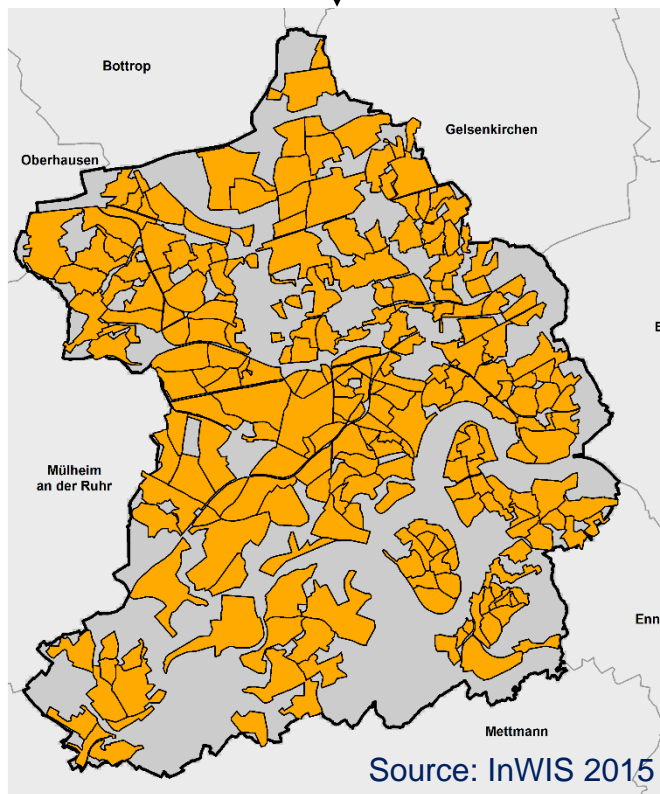 Bottrop
Gelsenkirchen
Oberhausen
Mülheim
an der Ruhr
Mettmann
Source: InWIS 2015